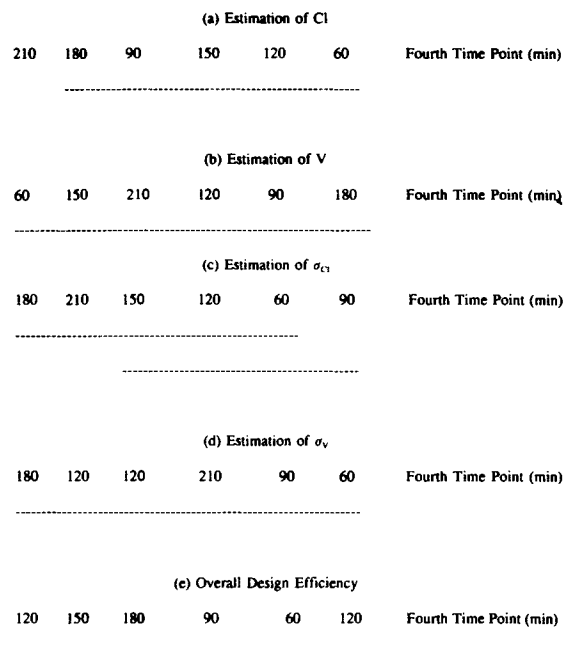 (a) Estimation of Cl
210 180 90 150 120 60 Fourth Time Point (min)
(b) Estimation of V
60 150 210 120 90 180 Fourth Time Point (min)
(c) Estimation of σCl
180 210 150 120 60 90 Fourth Time Point (min)
(d) Estimation of σV
180 120 120 210 90 60 Fourth Time Point (min)
(e) Overall Design Efficiency
120 150 180 90 60 120 Fourth Time Point (min)